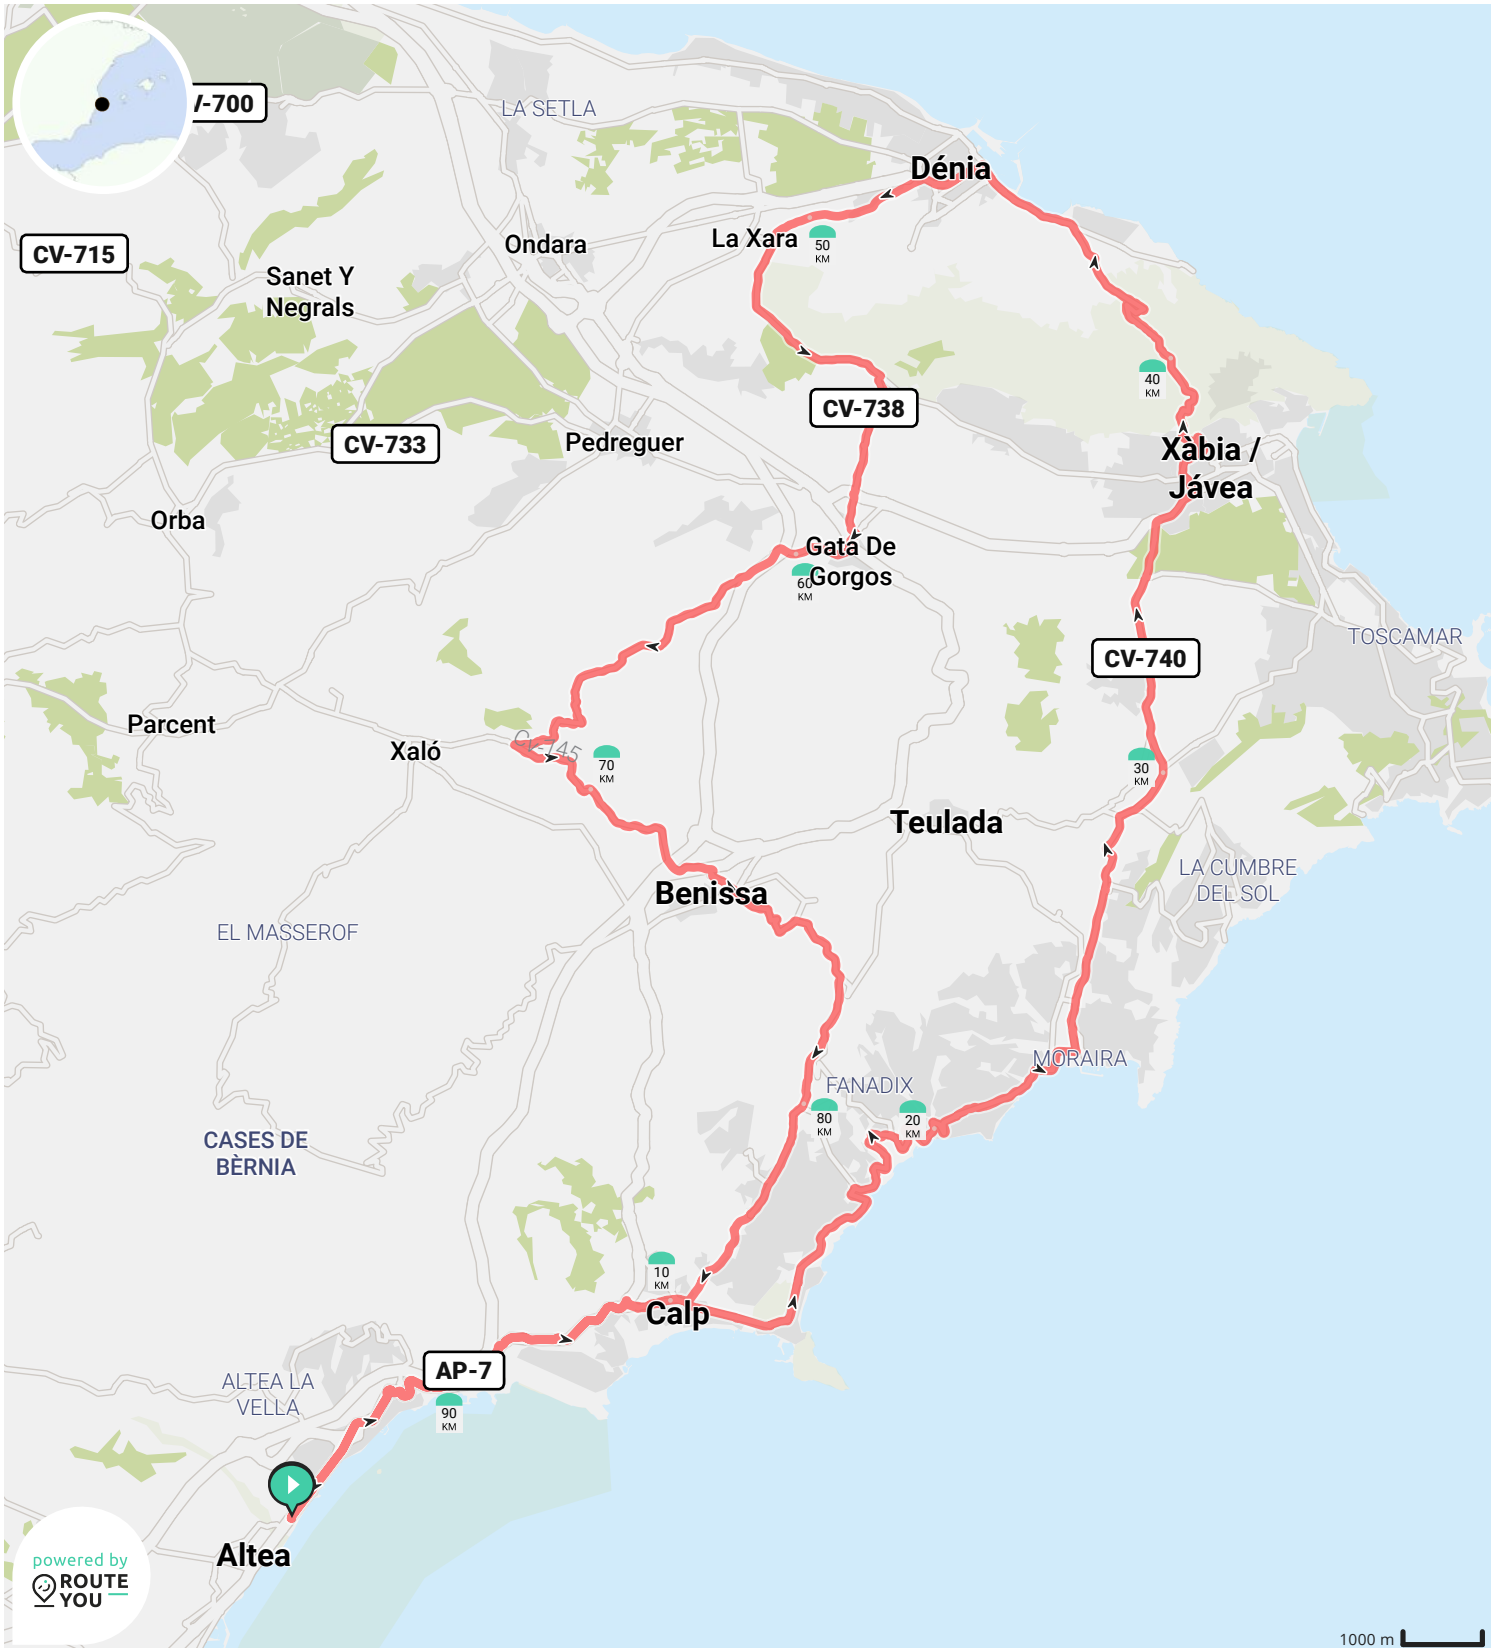 V-700
LA SETLA
Dénia
CV-715
Ondara
La Xara
50
KM
Sanet Y
Negrals
40
KM
CV-738
CV-733
Pedreguer
Xàbia /
Jávea
Orba
Gata De
Gorgos
60
KM
TOSCAMAR
CV-740
Parcent
Xaló
CV-745
70
KM
30
KM
Teulada
LA CUMBRE
DEL SOL
Benissa
EL MASSEROF
MORAIRA
FANADIX
80
KM
20
KM
CASES DE
BÈRNIA
10
KM
Calp
AP-7
ALTEA LA
VELLA
90
KM
Altea
powered by
ROUTE
YOU
1000 m